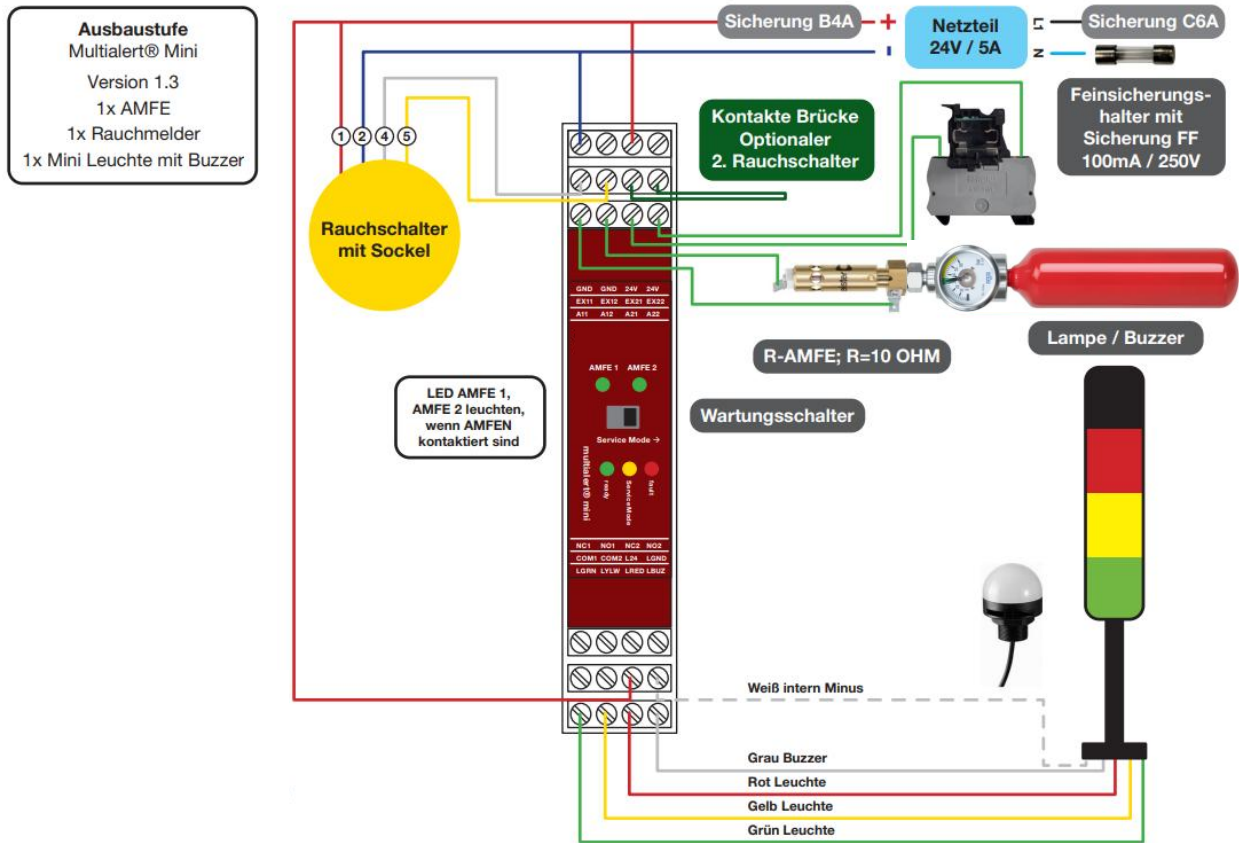 Ausbaustufe
Multialert® Mini
Version 1.3
1x AMFE
1x Rauchmelder
1x Mini Leuchte mit Buzzer
Sicherung B4A
+
-
Netzteil
24V / 5A
L1
N
Sicherung C6A
Feinsicherungs-
halter mit
Sicherung FF
100mA / 250V
Kontakte Brücke
Optionaler
2. Rauchschalter
1 2 4 5
Rauchschalter
mit Sockel
GND GND 24V 24V
EX11 EX12 EX21 EX22
A11 A12 A21 A22
R-AMFE; R=10 OHM
Lampe / Buzzer
AMFE 1 AMFE 2
LED AMFE 1,
AMFE 2 leuchten,
wenn AMFEN
kontaktiert sind
Wartungsschalter
Service Mode →
multialert® mini
ready
ServiceMode
fault
NC1 NO1 NC2 NO2
COM1 COM2 L24 LGND
LGRN LYLW LRED LBUZ
Weiß intern Minus
Grau Buzzer
Rot Leuchte
Gelb Leuchte
Grün Leuchte